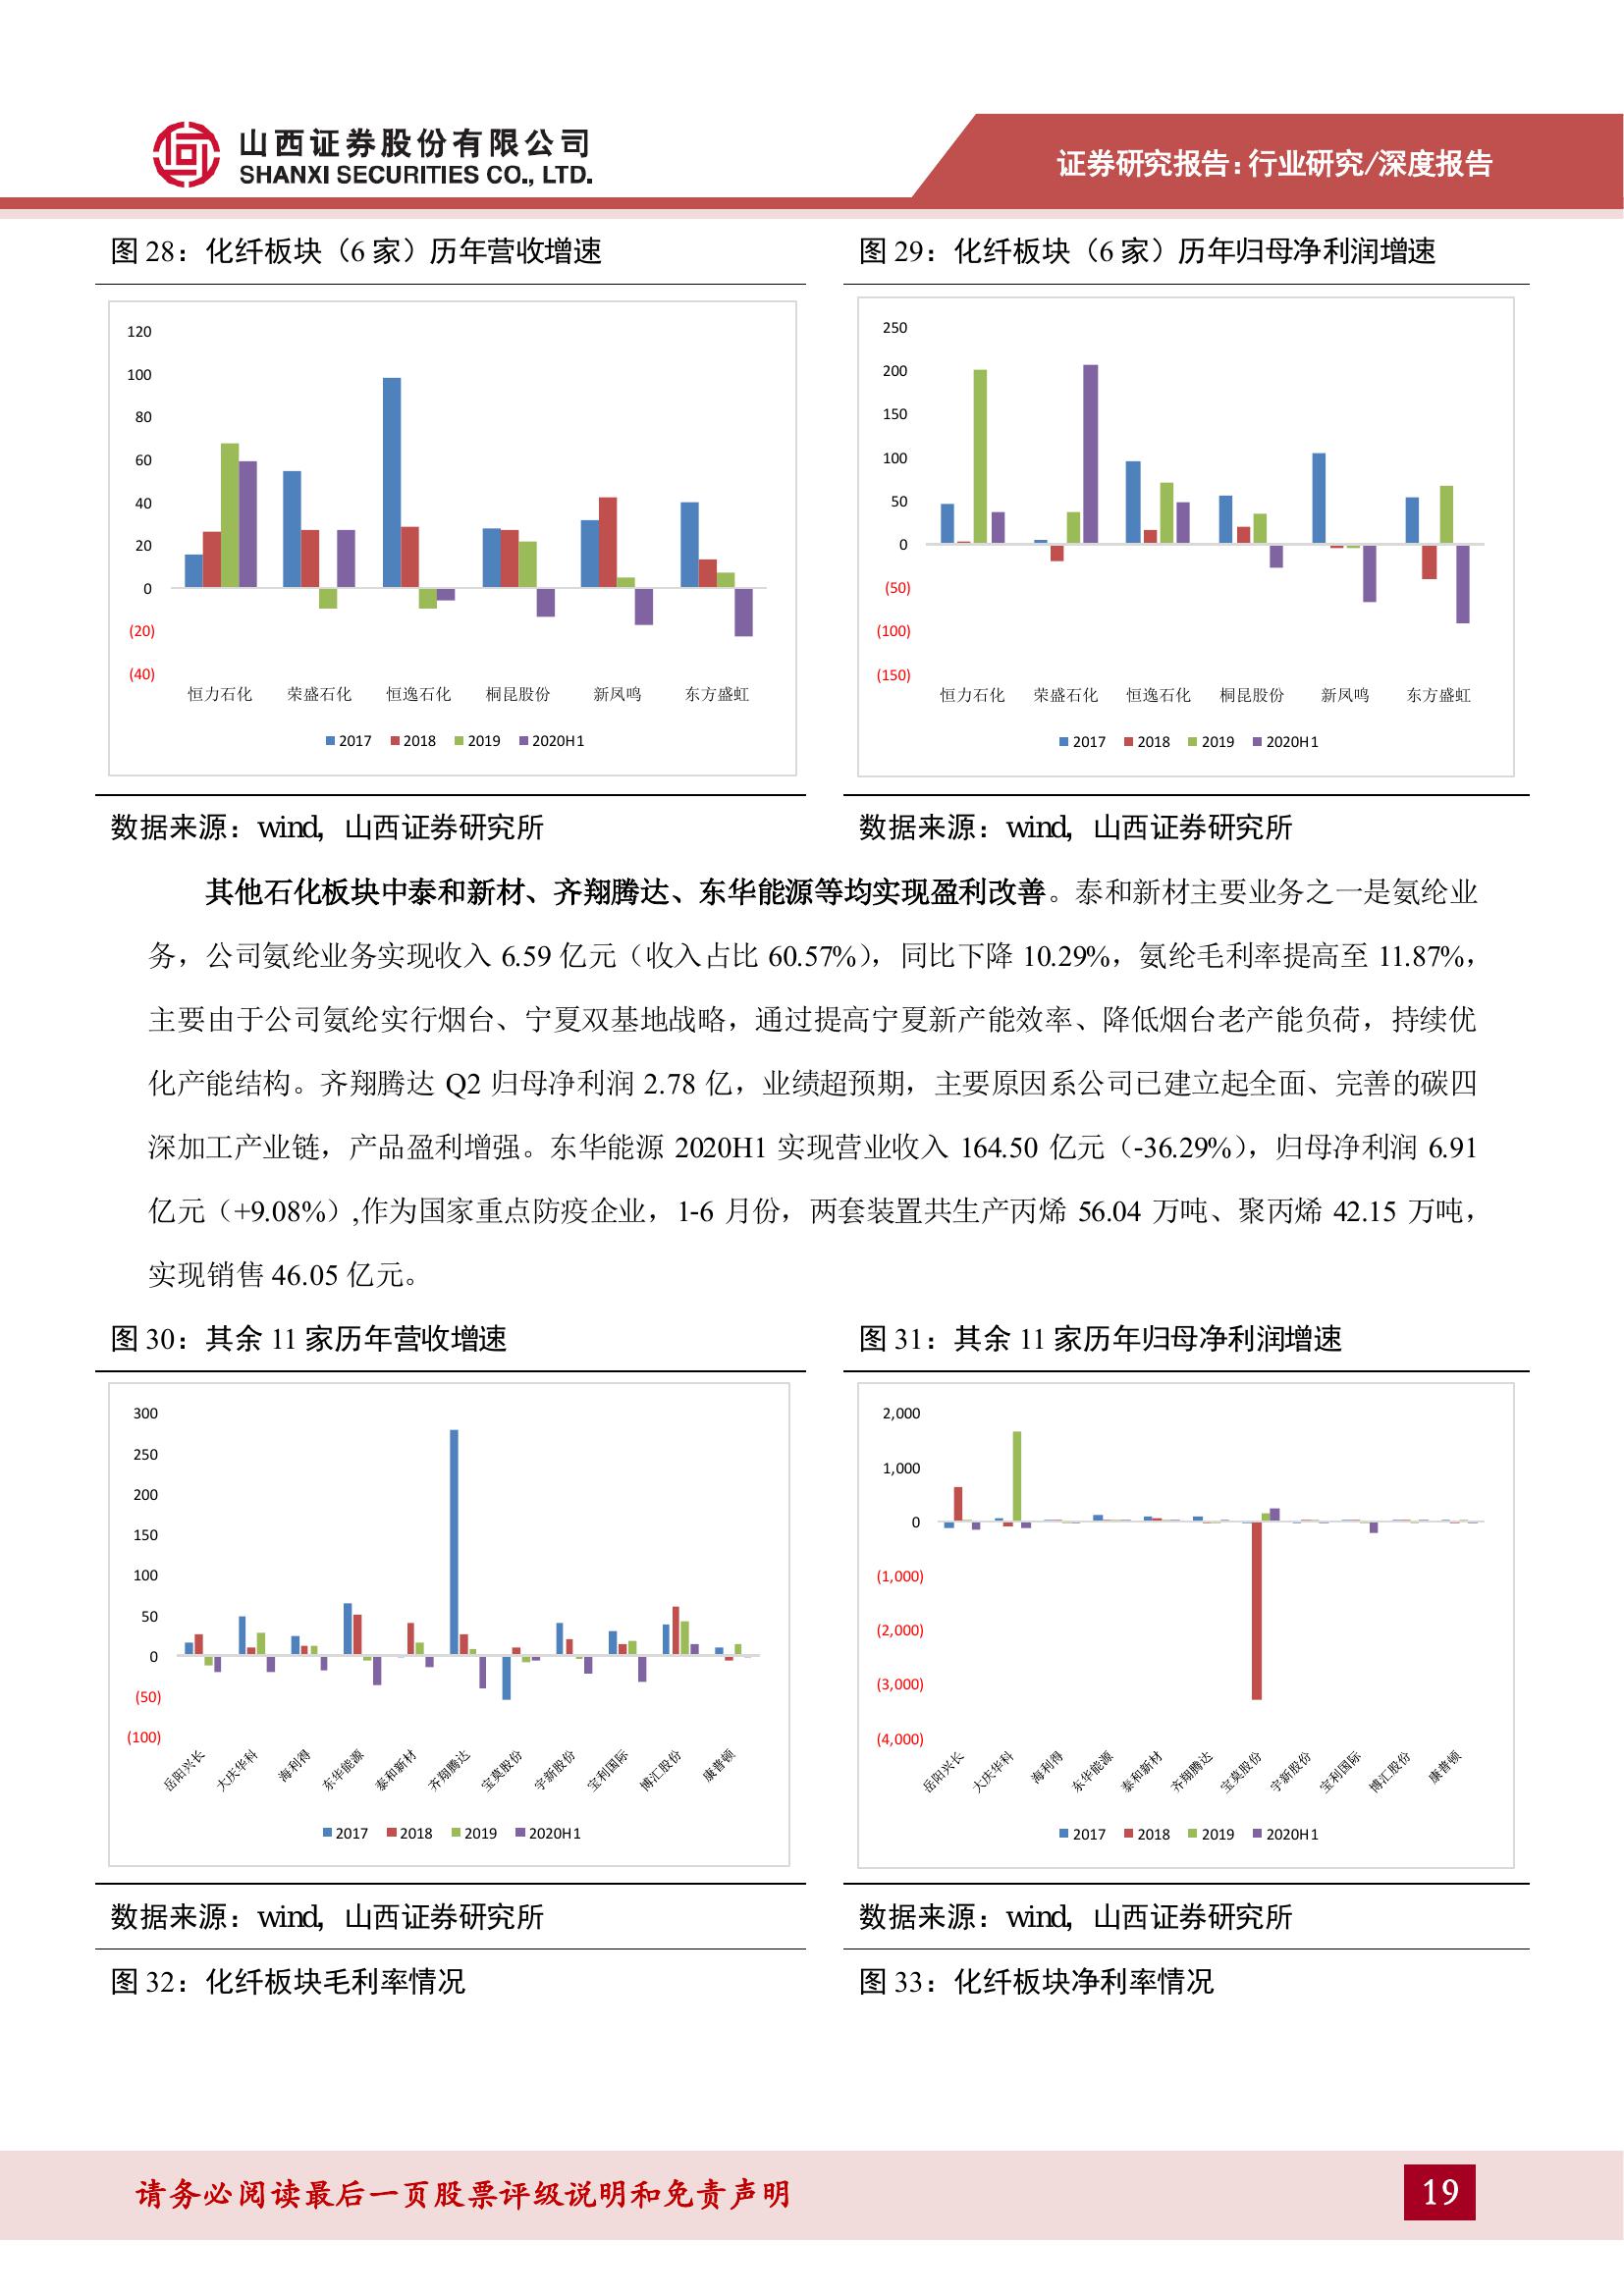 山西证券股份有限公司
SHANXI SECURITIES CO., LTD.
证券研究报告：行业研究/深度报告
图 28：化纤板块（6 家）历年营收增速
120
100
80
60
40
20
0
(20)
(40)
恒力石化 荣盛石化 恒逸石化 桐昆股份 新凤鸣 东方盛虹
2017 2018 2019 2020H1
数据来源：wind，山西证券研究所
图 29：化纤板块（6 家）历年归母净利润增速
250
200
150
100
50
0
(50)
(100)
(150)
恒力石化 荣盛石化 恒逸石化 桐昆股份 新凤鸣 东方盛虹
2017 2018 2019 2020H1
数据来源：wind，山西证券研究所
其他石化板块中泰和新材、齐翔腾达、东华能源等均实现盈利改善。泰和新材主要业务之一是氨纶业
务，公司氨纶业务实现收入 6.59 亿元（收入占比 60.57%），同比下降 10.29%，氨纶毛利率提高至 11.87%，
主要由于公司氨纶实行烟台、宁夏双基地战略，通过提高宁夏新产能效率、降低烟台老产能负荷，持续优
化产能结构。齐翔腾达 Q2 归母净利润 2.78 亿，业绩超预期，主要原因系公司已建立起全面、完善的碳四
深加工产业链，产品盈利增强。东华能源 2020H1 实现营业收入 164.50 亿元（-36.29%），归母净利润 6.91
亿元（+9.08%）,作为国家重点防疫企业，1-6 月份，两套装置共生产丙烯 56.04 万吨、聚丙烯 42.15 万吨，
实现销售 46.05 亿元。
图 30：其余 11 家历年营收增速
300
250
200
150
100
50
0
(50)
(100)
岳阳兴长 大庆华科 海利得 东华能源 泰和新材 齐翔腾达 宝莫股份 宇新股份 宝利国际 博汇股份 康普顿
2017 2018 2019 2020H1
数据来源：wind，山西证券研究所
图 31：其余 11 家历年归母净利润增速
2,000
1,000
0
(1,000)
(2,000)
(3,000)
(4,000)
岳阳兴长 大庆华科 海利得 东华能源 泰和新材 齐翔腾达 宝莫股份 宇新股份 宝利国际 博汇股份 康普顿
2017 2018 2019 2020H1
数据来源：wind，山西证券研究所
图 32：化纤板块毛利率情况
图 33：化纤板块净利率情况
请务必阅读最后一页股票评级说明和免责声明
19